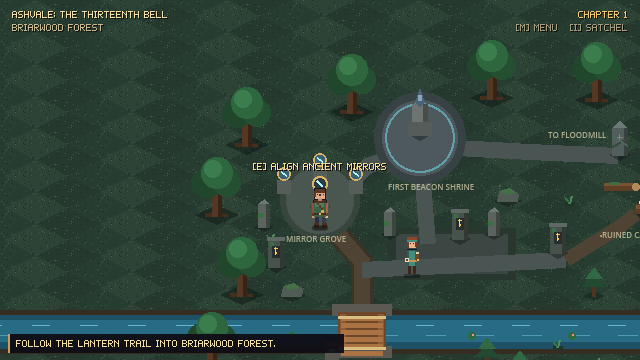 ASHVALE: THE THIRTEENTH BELL
BRIARWOOD FOREST
CHAPTER 1
[M] MENU [I] SATCHEL
TO FLOODMILL
[E] ALIGN ANCIENT MIRRORS
FIRST BEACON SHRINE
MIRROR GROVE
RUINED
FOLLOW THE LANTERN TRAIL INTO BRIARWOOD FOREST.